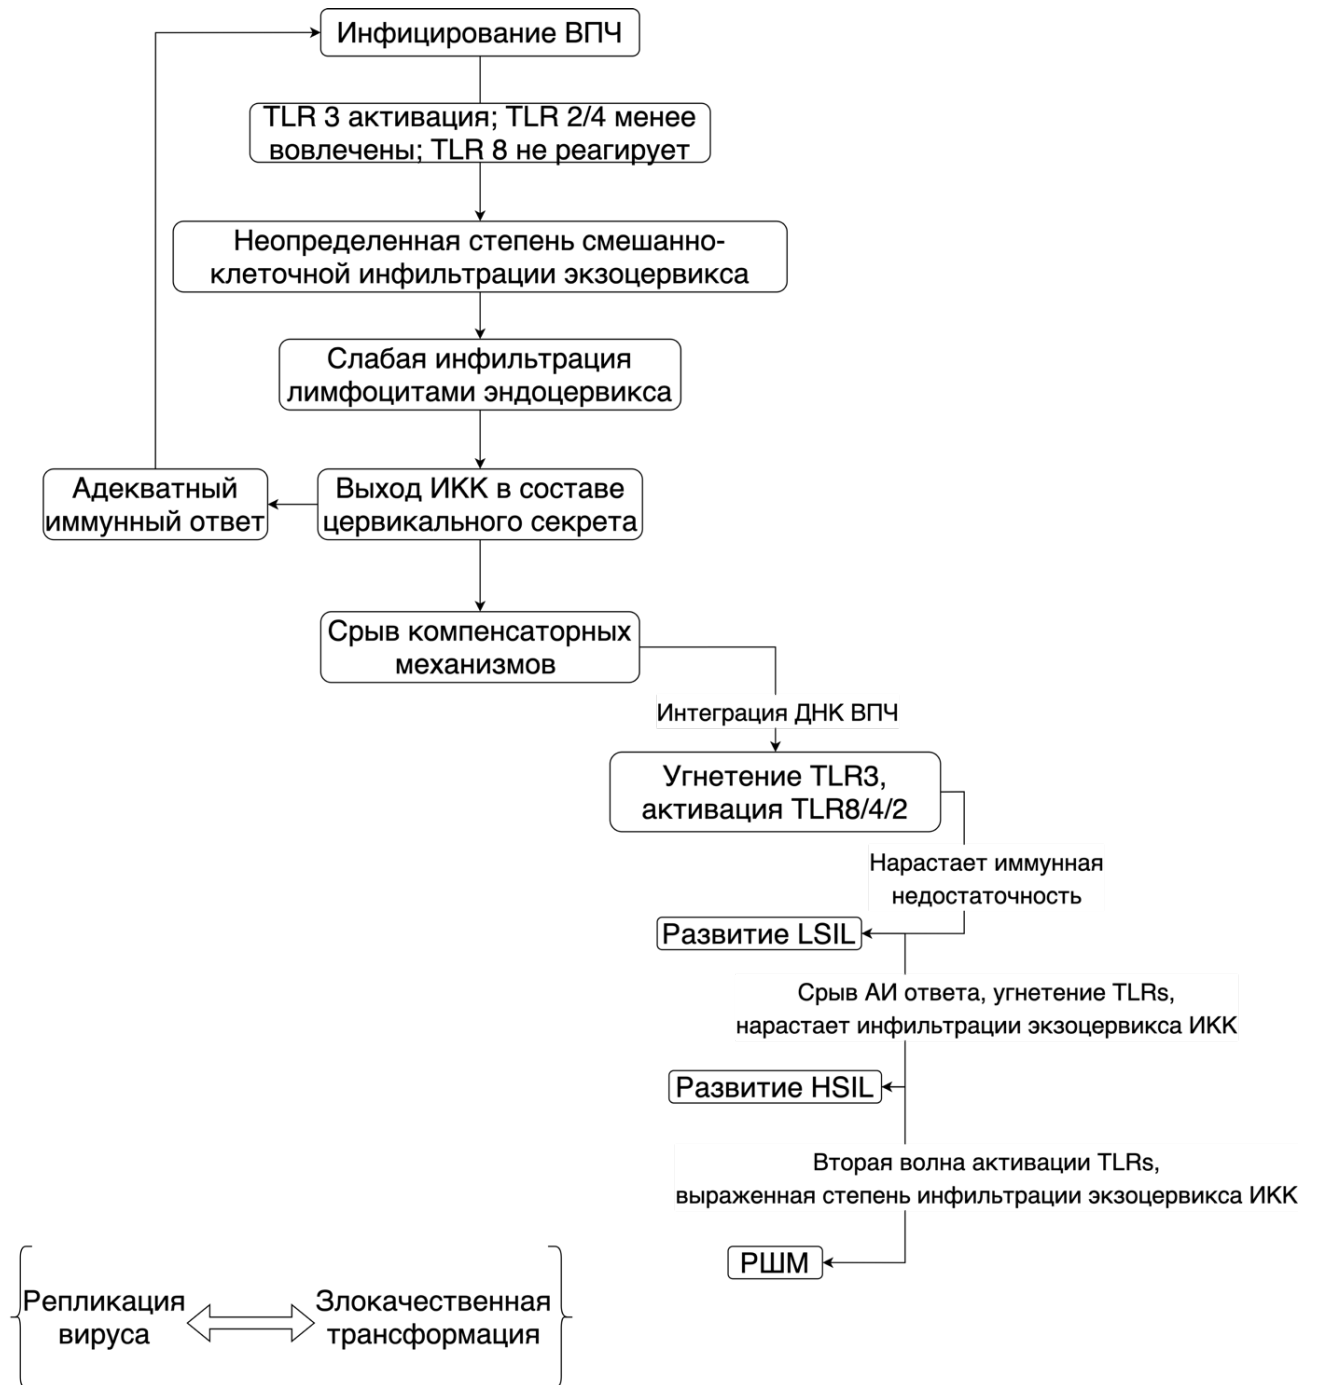 Инфицирование ВПЧ
TLR 3 активация; TLR 2/4 менее
вовлечены; TLR 8 не реагирует
Неопределенная степень смешанно-
клеточной инфильтрации экзоцервикса
Слабая инфильтрация
лимфоцитами эндоцервикса
Адекватный
иммунный ответ
Выход ИКК в составе
цервикального секрета
Срыв компенсаторных
механизмов
Интеграция ДНК ВПЧ
Угнетение TLR3,
активация TLR8/4/2
Нарастает иммунная
недостаточность
Развитие LSIL
Срыв АИ ответа, угнетение TLRs,
нарастает инфильтрации экзоцервикса ИКК
Развитие HSIL
Вторая волна активации TLRs,
выраженная степень инфильтрации экзоцервикса ИКК
РШМ
Репликация
вируса
Злокачественная
трансформация